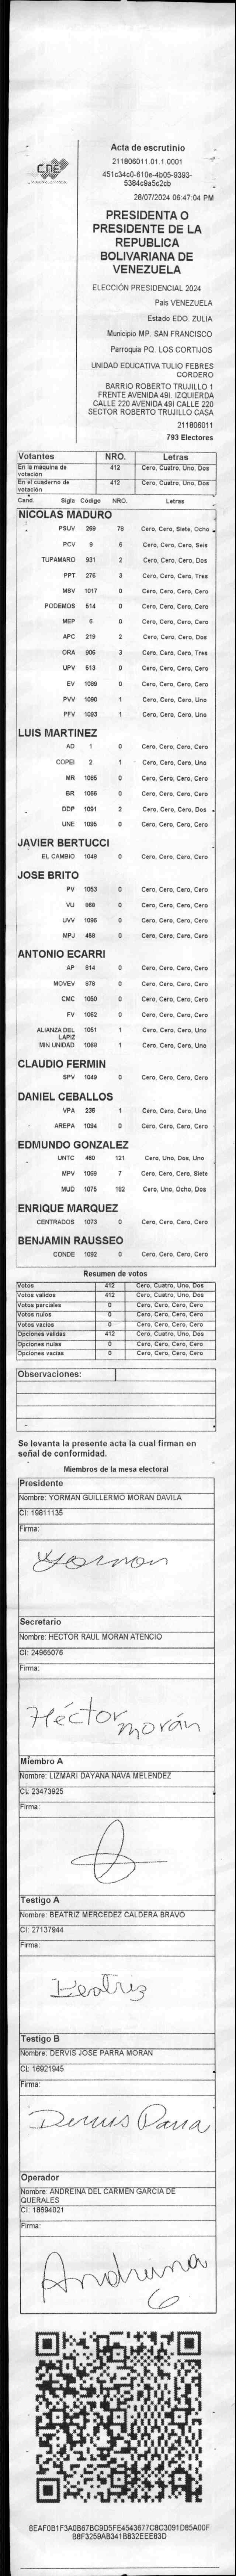 CNE
Acta de escrutinio
211806011.01.1.0001
451c34c0-610e-4b05-9393-
5384c9a5c2cb
28/07/2024 06:47:04 PM
PRESIDENTA O
PRESIDENTE DE LA
REPUBLICA
BOLIVARIANA DE
VENEZUELA
ELECCIÓN PRESIDENCIAL 2024
País VENEZUELA
Estado EDO. ZULIA
Municipio MP. SAN FRANCISCO
Parroquia PQ. LOS CORTIJOS
UNIDAD EDUCATIVA TULIO FEBRES
CORDERO
BARRIO ROBERTO TRUJILLO 1
FRENTE AVENIDA 49I. IZQUIERDA
CALLE 220 AVENIDA 49I CALLE 220
SECTOR ROBERTO TRUJILLO CASA
211806011
793 Electores
Votantes NRO. Letras
En la máquina de votación 412 Cero, Cuatro, Uno, Dos
En el cuaderno de votación 412 Cero, Cuatro, Uno, Dos
Cand. Sigla Código NRO. Letras
NICOLAS MADURO
PSUV 269 78 Cero, Cero, Siete, Ocho
PCV 9 6 Cero, Cero, Cero, Seis
TUPAMARO 931 2 Cero, Cero, Cero, Dos
PPT 276 3 Cero, Cero, Cero, Tres
MSV 1017 0 Cero, Cero, Cero, Cero
PODEMOS 514 0 Cero, Cero, Cero, Cero
MEP 6 0 Cero, Cero, Cero, Cero
APC 219 2 Cero, Cero, Cero, Dos
ORA 906 3 Cero, Cero, Cero, Tres
UPV 513 0 Cero, Cero, Cero, Cero
EV 1089 0 Cero, Cero, Cero, Cero
PVV 1090 1 Cero, Cero, Cero, Uno
PFV 1093 1 Cero, Cero, Cero, Uno
LUIS MARTINEZ
AD 1 0 Cero, Cero, Cero, Cero
COPEI 2 1 Cero, Cero, Cero, Uno
MR 1065 0 Cero, Cero, Cero, Cero
BR 1066 0 Cero, Cero, Cero, Cero
DDP 1091 2 Cero, Cero, Cero, Dos
UNE 1095 0 Cero, Cero, Cero, Cero
JAVIER BERTUCCI
EL CAMBIO 1048 0 Cero, Cero, Cero, Cero
JOSE BRITO
PV 1053 0 Cero, Cero, Cero, Cero
VU 968 0 Cero, Cero, Cero, Cero
UVV 1096 0 Cero, Cero, Cero, Cero
MPJ 458 0 Cero, Cero, Cero, Cero
ANTONIO ECARRI
AP 814 0 Cero, Cero, Cero, Cero
MOVEV 978 0 Cero, Cero, Cero, Cero
CMC 1050 0 Cero, Cero, Cero, Cero
FV 1052 0 Cero, Cero, Cero, Cero
ALIANZA DEL LAPIZ 1051 1 Cero, Cero, Cero, Uno
MIN UNIDAD 1068 1 Cero, Cero, Cero, Uno
CLAUDIO FERMIN
SPV 1049 0 Cero, Cero, Cero, Cero
DANIEL CEBALLOS
VPA 236 1 Cero, Cero, Cero, Uno
AREPA 1094 0 Cero, Cero, Cero, Cero
EDMUNDO GONZALEZ
UNTC 460 121 Cero, Uno, Dos, Uno
MPV 1069 7 Cero, Cero, Cero, Siete
MUD 1075 182 Cero, Uno, Ocho, Dos
ENRIQUE MARQUEZ
CENTRADOS 1073 0 Cero, Cero, Cero, Cero
BENJAMIN RAUSSEO
CONDE 1092 0 Cero, Cero, Cero, Cero
Resumen de votos
Votos 412 Cero, Cuatro, Uno, Dos
Votos validos 412 Cero, Cuatro, Uno, Dos
Votos parciales 0 Cero, Cero, Cero, Cero
Votos nulos 0 Cero, Cero, Cero, Cero
Votos vacios 0 Cero, Cero, Cero, Cero
Opciones validas 412 Cero, Cuatro, Uno, Dos
Opciones nulas 0 Cero, Cero, Cero, Cero
Opciones vacias 0 Cero, Cero, Cero, Cero
Observaciones:
Se levanta la presente acta la cual firman en
señal de conformidad.
Miembros de la mesa electoral
Presidente
Nombre: YORMAN GUILLERMO MORAN DAVILA
CI: 19811135
Firma:
Yorman
Secretario
Nombre: HECTOR RAUL MORAN ATENCIO
CI: 24965076
Firma:
Héctor morán
Miembro A
Nombre: LIZMARI DAYANA NAVA MELENDEZ
CI: 23473925
Firma:
Testigo A
Nombre: BEATRIZ MERCEDEZ CALDERA BRAVO
CI: 27137944
Firma:
Beatriz
Testigo B
Nombre: DERVIS JOSE PARRA MORAN
CI: 16921945
Firma:
Dervis Parra
Operador
Nombre: ANDREINA DEL CARMEN GARCIA DE
QUERALES
CI: 18694021
Firma:
Andreina
G
8EAF0B1F3A0B67BC9D5FE4543677C8C3091D85A00F
B8F3259AB341B832EEE83D